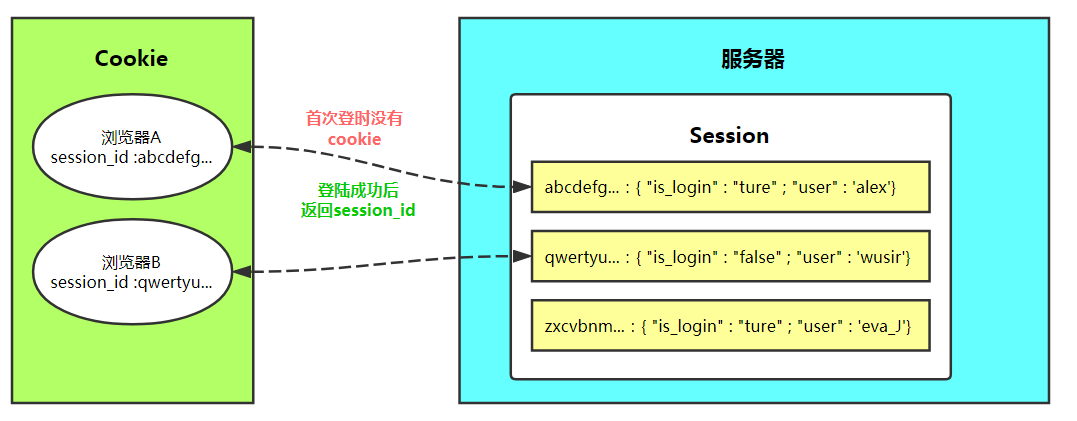 Cookie
浏览器A
session_id :abcdefg...
浏览器B
session_id :qwertyu...
首次登时没有
cookie
登陆成功后
返回session_id
服务器
Session
abcdefg... : { "is_login" : "ture" ; "user" : 'alex'}
qwertyu... : { "is_login" : "false" ; "user" : 'wusir'}
zxcvbnm... : { "is_login" : "ture" ; "user" : 'eva_J'}